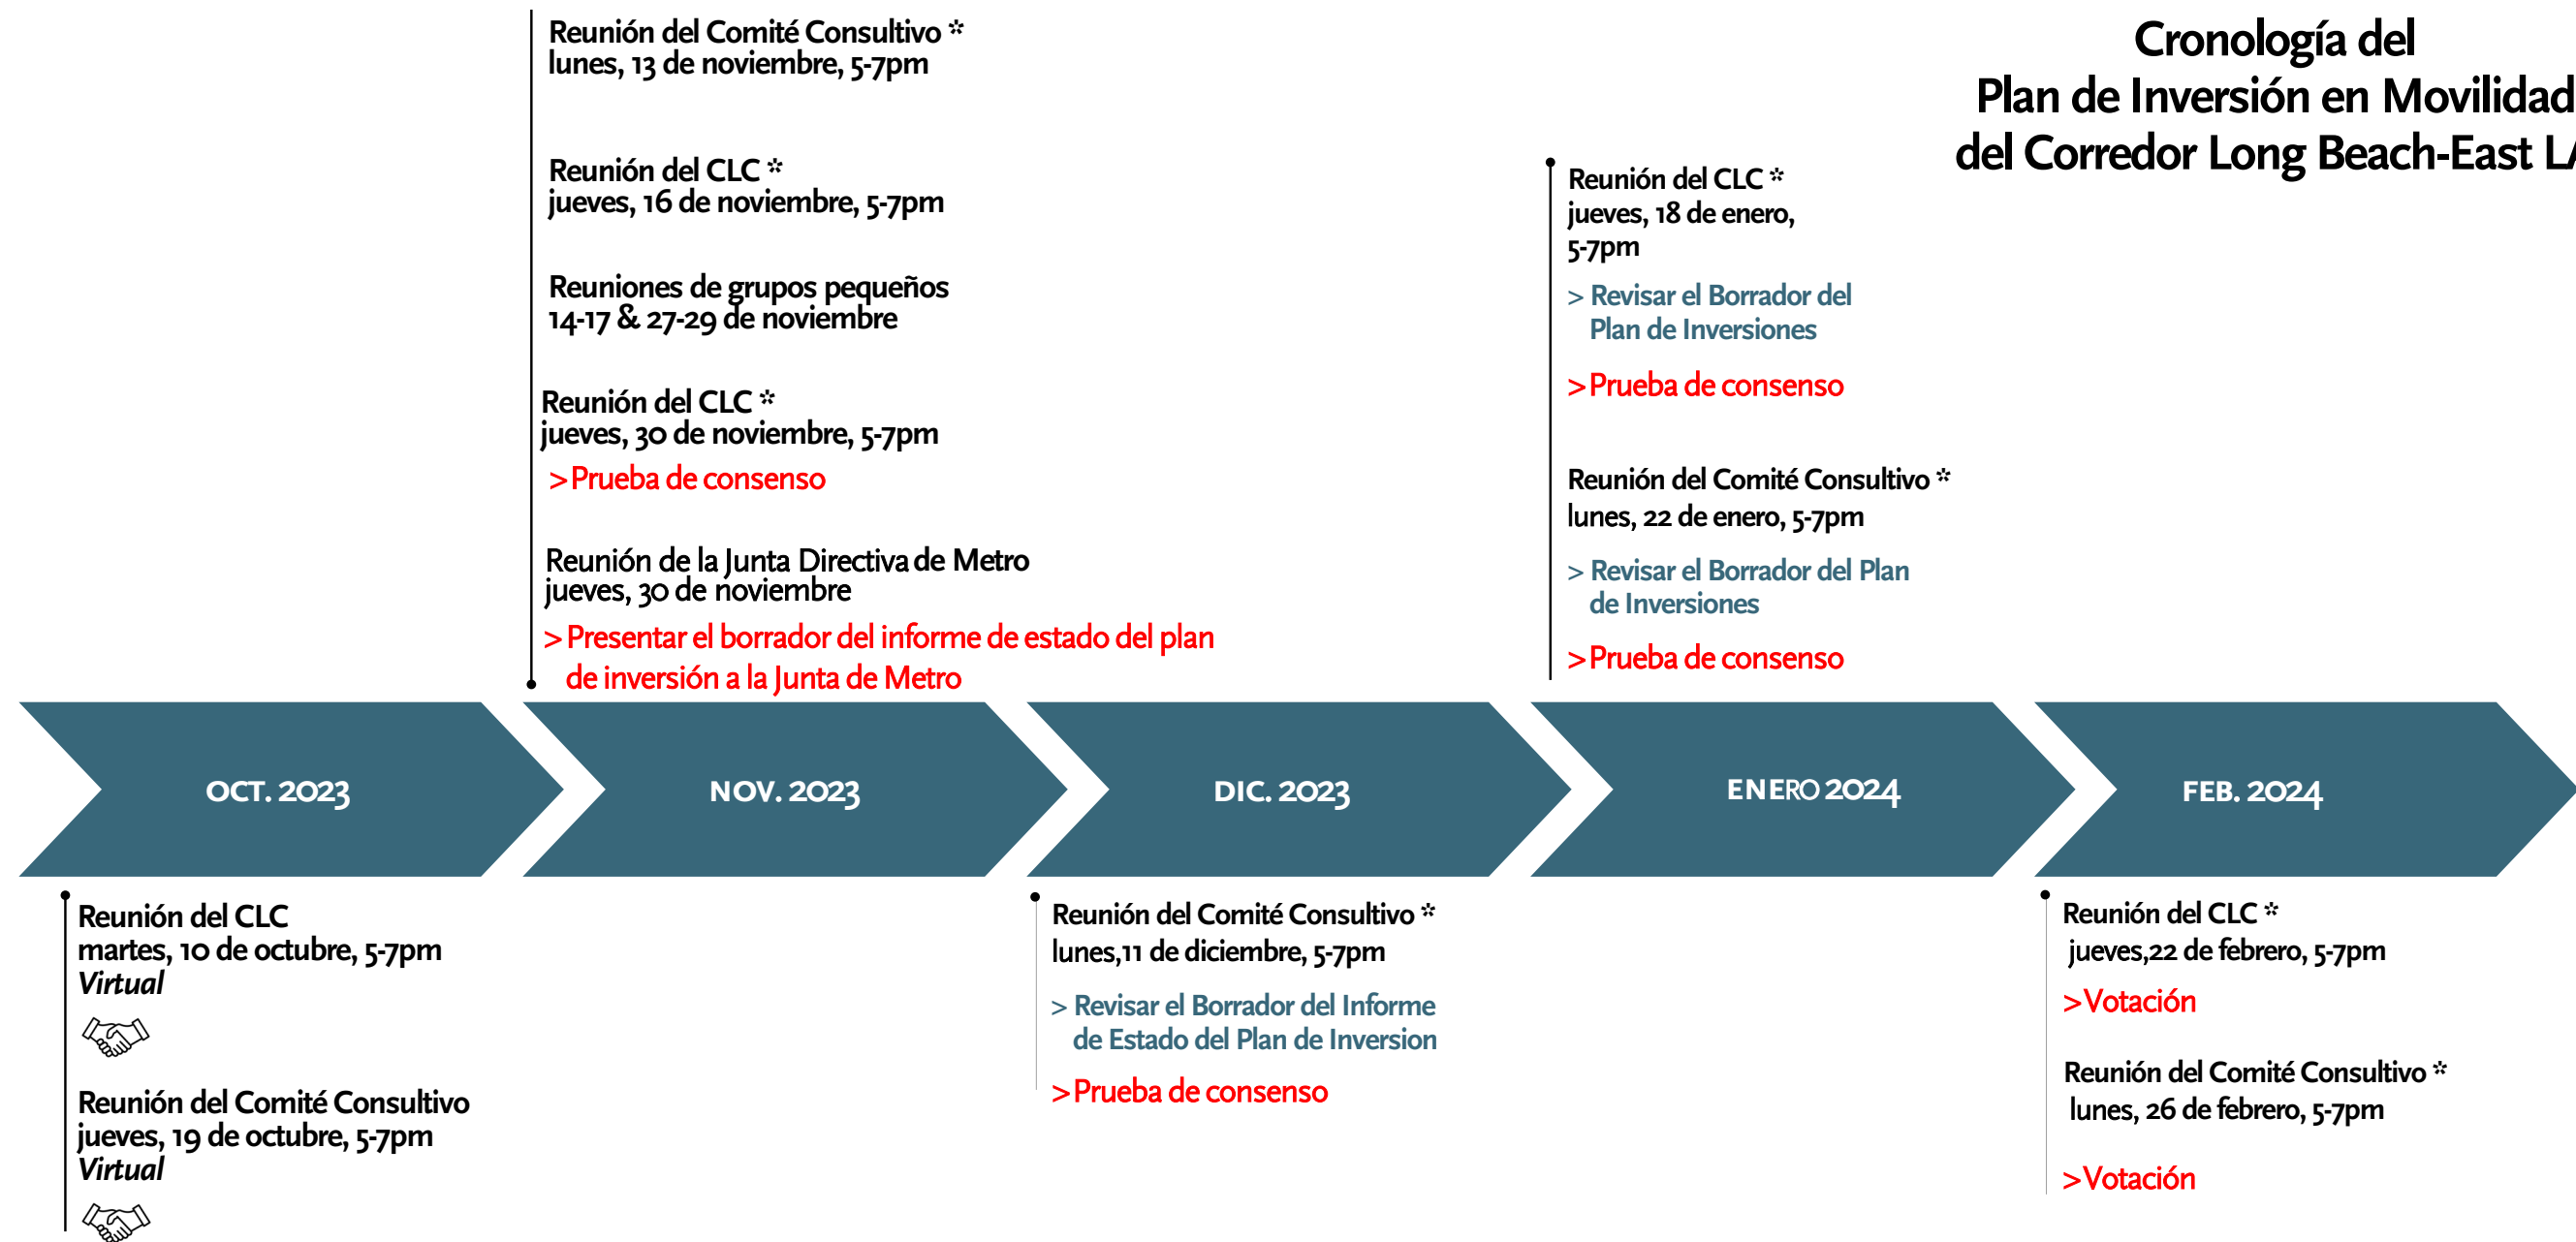 Cronología del
Plan de Inversión en Movilidad
del Corredor Long Beach-East LA
Reunión del Comité Consultivo *
lunes, 13 de noviembre, 5-7pm
Reunión del CLC *
jueves, 16 de noviembre, 5-7pm
Reuniones de grupos pequeños
14-17 & 27-29 de noviembre
Reunión del CLC *
jueves, 30 de noviembre, 5-7pm
> Prueba de consenso
Reunión de la Junta Directiva de Metro
jueves, 30 de noviembre
> Presentar el borrador del informe de estado del plan
de inversión a la Junta de Metro
Reunión del CLC *
jueves, 18 de enero,
5-7pm
> Revisar el Borrador del
Plan de Inversiones
> Prueba de consenso
Reunión del Comité Consultivo *
lunes, 22 de enero, 5-7pm
> Revisar el Borrador del Plan
de Inversiones
> Prueba de consenso
OCT. 2023
NOV. 2023
DIC. 2023
ENERO 2024
FEB. 2024
Reunión del CLC
martes, 10 de octubre, 5-7pm
Virtual
Reunión del Comité Consultivo
jueves, 19 de octubre, 5-7pm
Virtual
Reunión del Comité Consultivo *
lunes,11 de diciembre, 5-7pm
> Revisar el Borrador del Informe
de Estado del Plan de Inversion
> Prueba de consenso
Reunión del CLC *
jueves,22 de febrero, 5-7pm
> Votación
Reunión del Comité Consultivo *
lunes, 26 de febrero, 5-7pm
> Votación